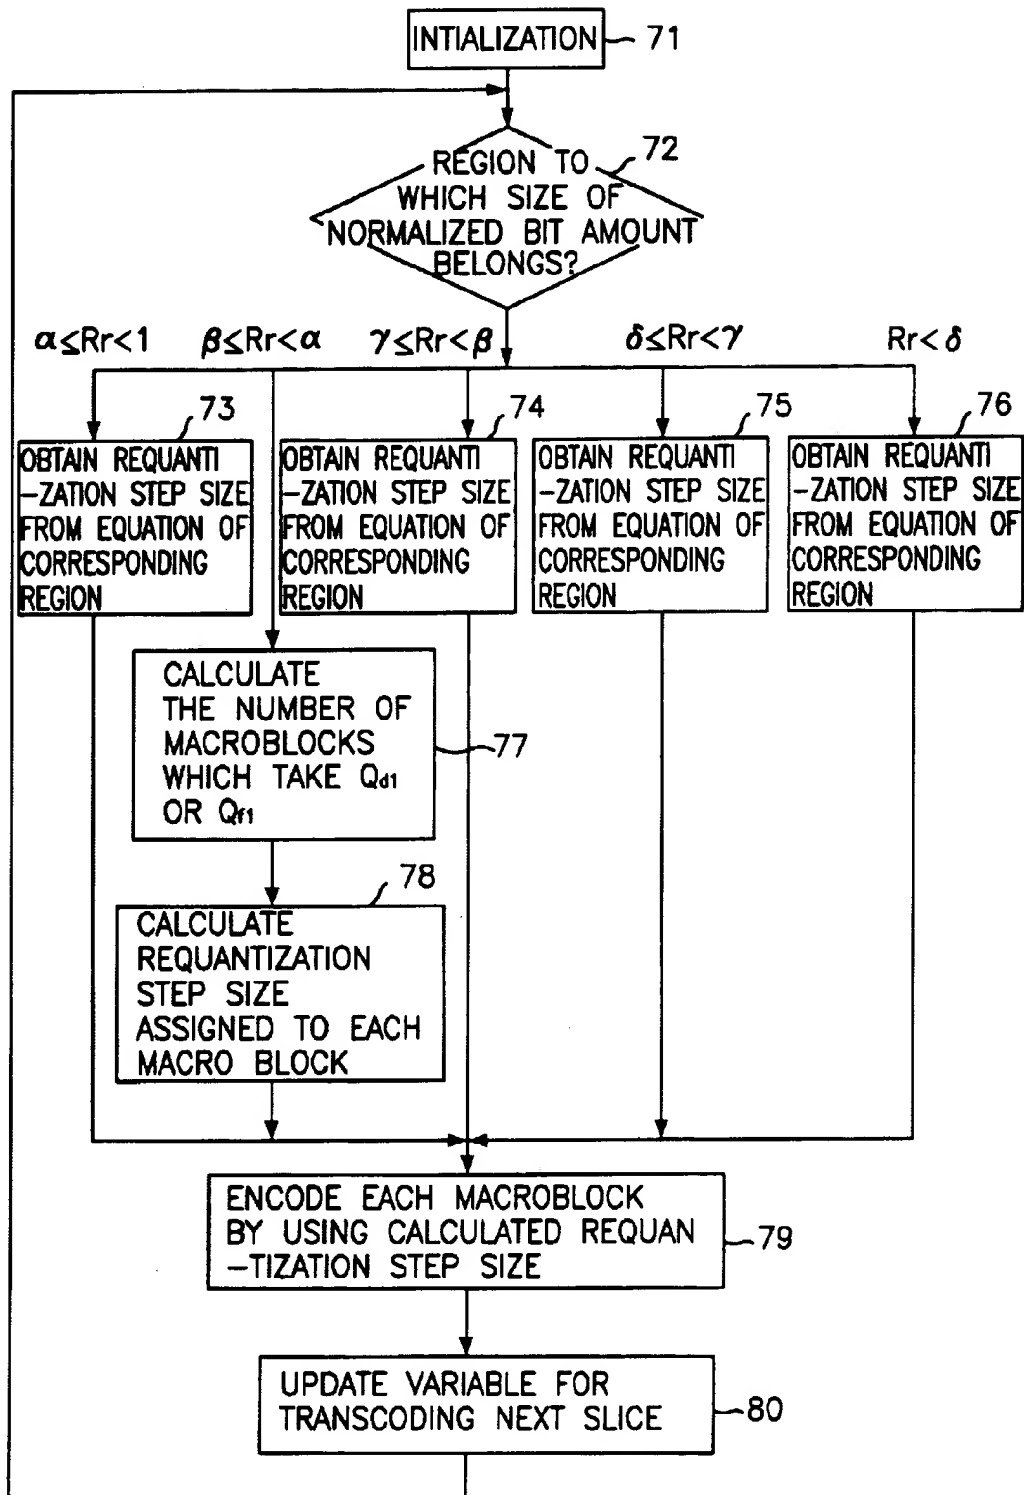 INTIALIZATION
71
REGION TO
WHICH SIZE OF
NORMALIZED BIT AMOUNT
BELONGS?
72
α≤Rr<1
β≤Rr<α
γ≤Rr<β
δ≤Rr<γ
Rr<δ
73
OBTAIN REQUANTI
-ZATION STEP SIZE
FROM EQUATION OF
CORRESPONDING
REGION
74
OBTAIN REQUANTI
-ZATION STEP SIZE
FROM EQUATION OF
CORRESPONDING
REGION
75
OBTAIN REQUANTI
-ZATION STEP SIZE
FROM EQUATION OF
CORRESPONDING
REGION
76
OBTAIN REQUANTI
-ZATION STEP SIZE
FROM EQUATION OF
CORRESPONDING
REGION
CALCULATE
THE NUMBER OF
MACROBLOCKS
WHICH TAKE Qd1
OR Qf1
77
78
CALCULATE
REQUANTIZATION
STEP SIZE
ASSIGNED TO EACH
MACRO BLOCK
ENCODE EACH MACROBLOCK
BY USING CALCULATED REQUAN
-TIZATION STEP SIZE
79
UPDATE VARIABLE FOR
TRANSCODING NEXT SLICE
80